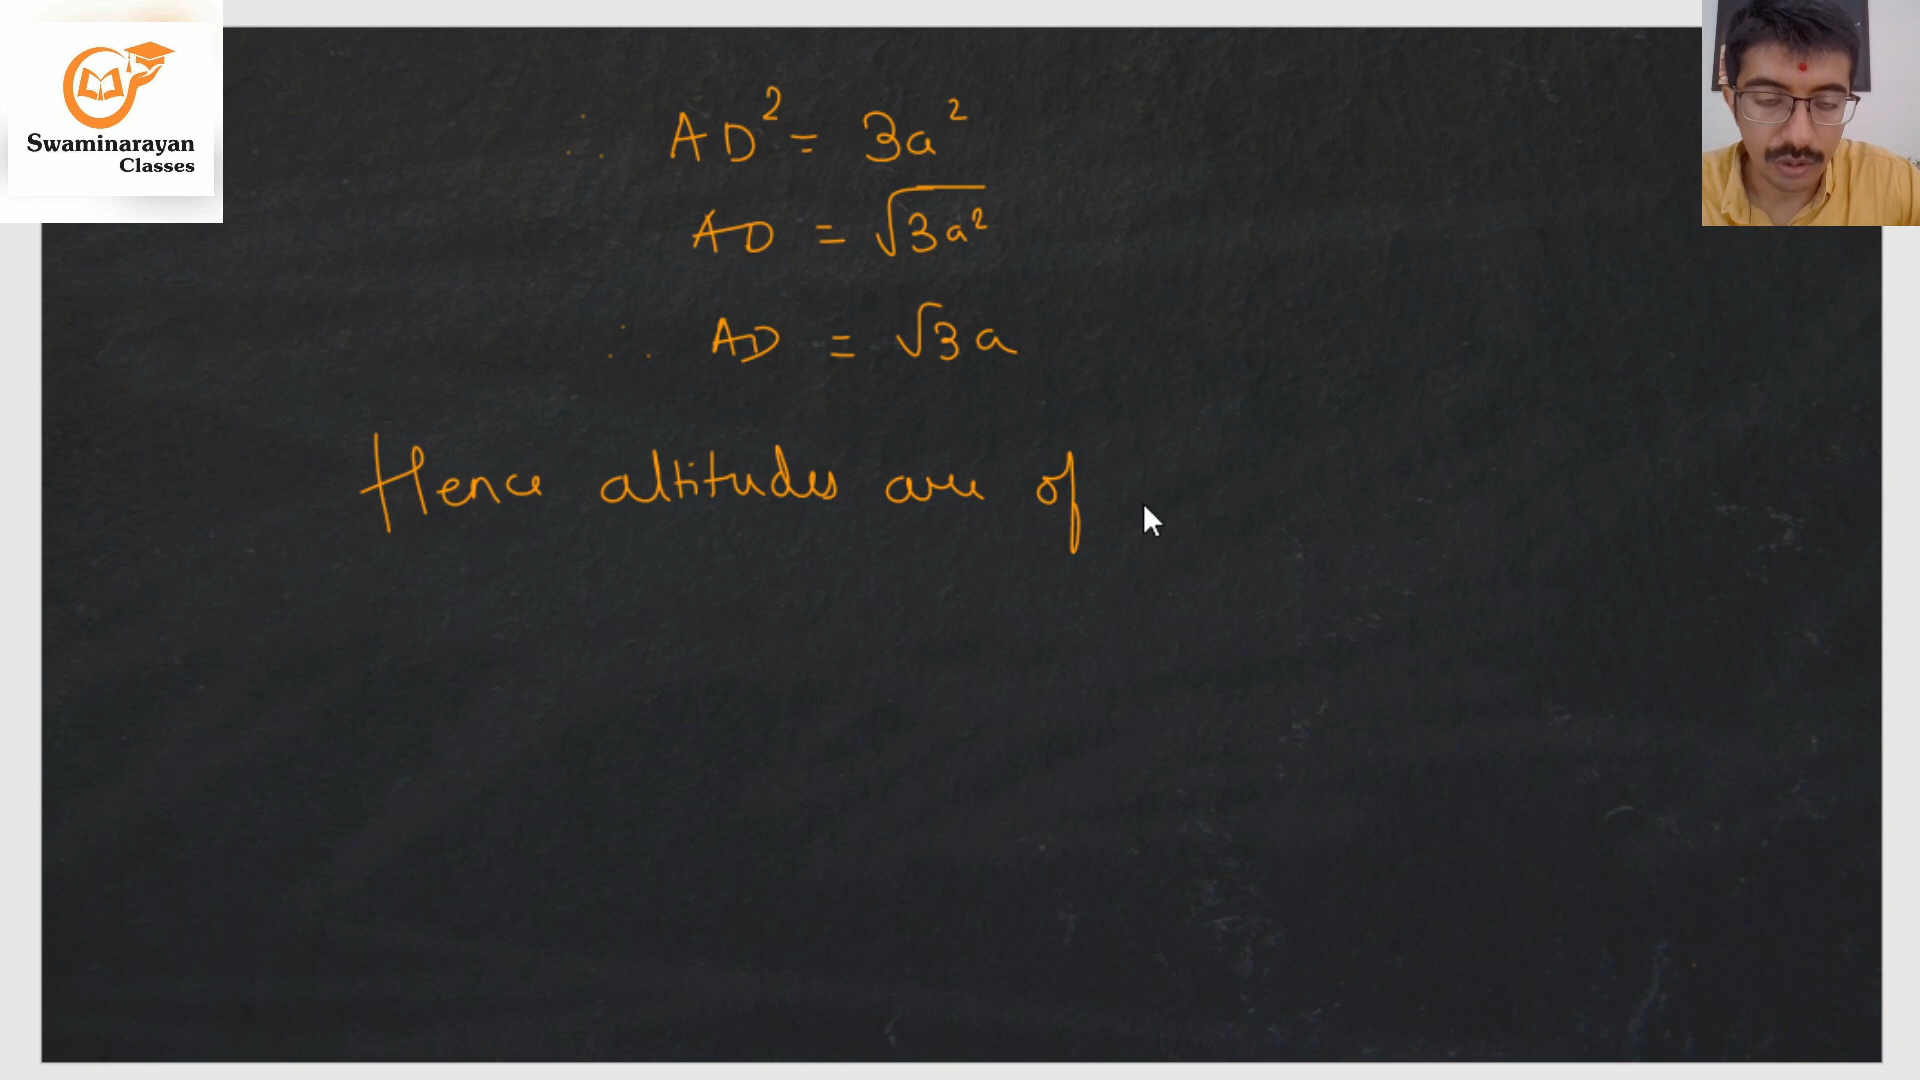 Swaminarayan
Classes
∴ AD² = 3a²
AD = √3a²
∴ AD = √3 a
Hence altitudes are of